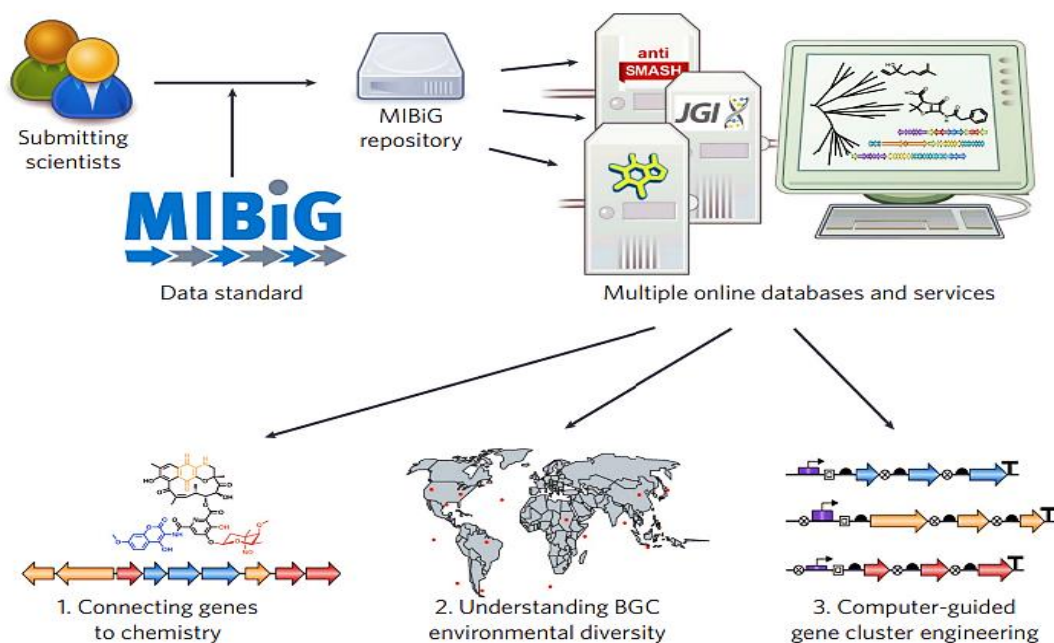 Submitting
scientists
MIBiG
repository
anti
SMASH
JGI
MIBiG
Data standard
Multiple online databases and services
1. Connecting genes
to chemistry
2. Understanding BGC
environmental diversity
3. Computer-guided
gene cluster engineering